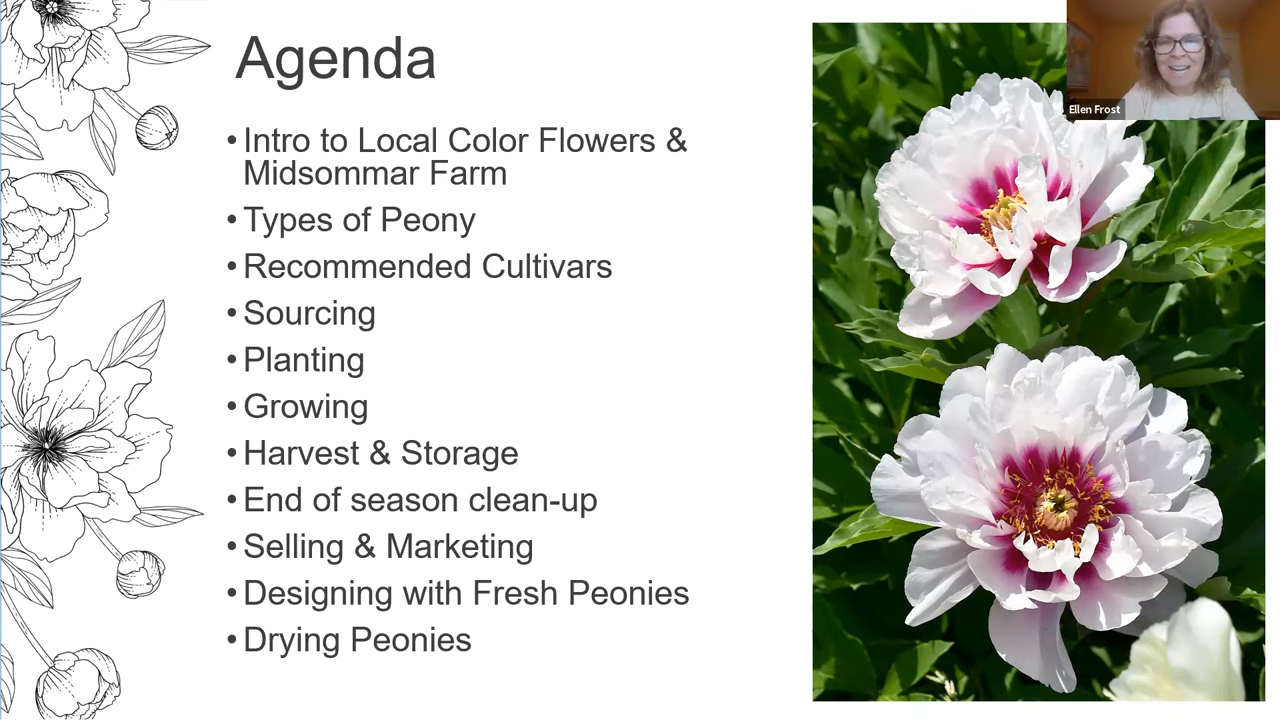 Agenda
• Intro to Local Color Flowers &
Midsommar Farm
• Types of Peony
• Recommended Cultivars
• Sourcing
• Planting
• Growing
• Harvest & Storage
• End of season clean-up
• Selling & Marketing
• Designing with Fresh Peonies
• Drying Peonies
Ellen Frost